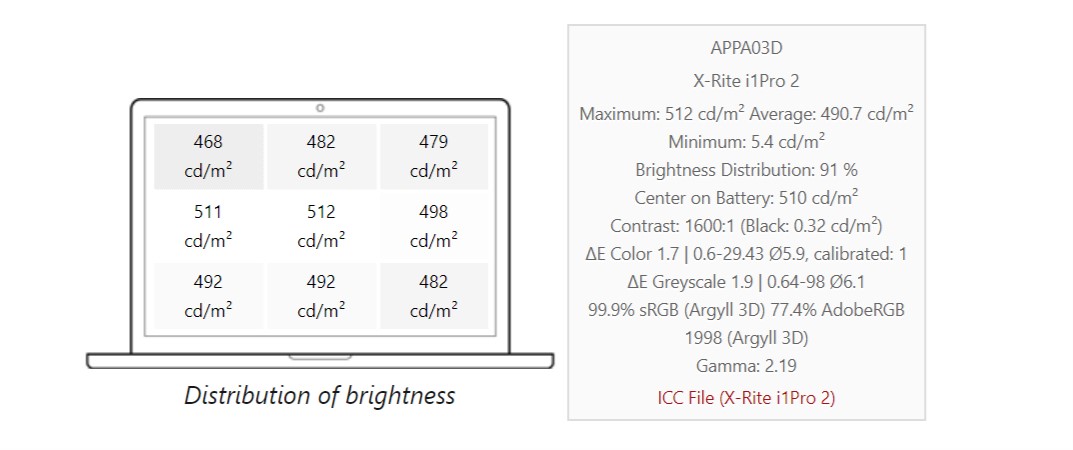 468 482 479
cd/m² cd/m² cd/m²
511 512 498
cd/m² cd/m² cd/m²
492 492 482
cd/m² cd/m² cd/m²
Distribution of brightness
APPA03D
X-Rite i1Pro 2
Maximum: 512 cd/m² Average: 490.7 cd/m²
Minimum: 5.4 cd/m²
Brightness Distribution: 91 %
Center on Battery: 510 cd/m²
Contrast: 1600:1 (Black: 0.32 cd/m²)
ΔE Color 1.7 | 0.6-29.43 Ø5.9, calibrated: 1
ΔE Greyscale 1.9 | 0.64-98 Ø6.1
99.9% sRGB (Argyll 3D) 77.4% AdobeRGB
1998 (Argyll 3D)
Gamma: 2.19
ICC File (X-Rite i1Pro 2)